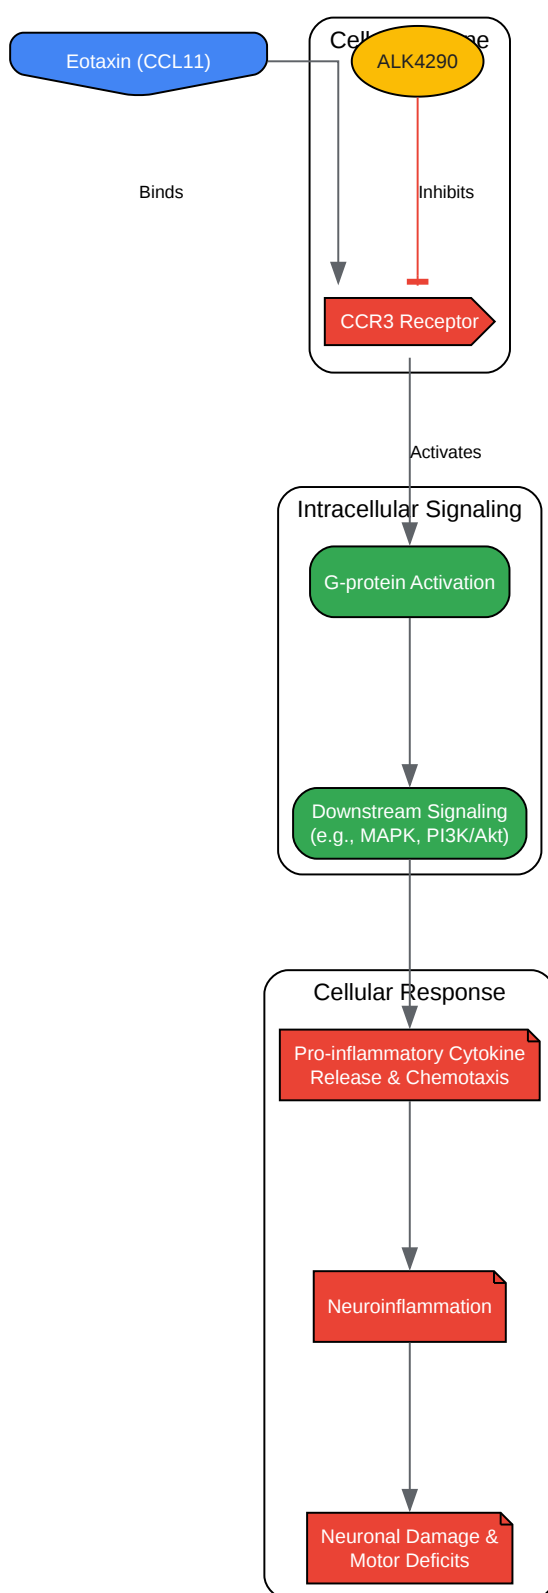 Eotaxin (CCL11)
ALK4290
Binds
Inhibits
CCR3 Receptor
Activates
Intracellular Signaling
G-protein Activation
Downstream Signaling
(e.g., MAPK, PI3K/Akt)
Cellular Response
Pro-inflammatory Cytokine
Release & Chemotaxis
Neuroinflammation
Neuronal Damage &
Motor Deficits